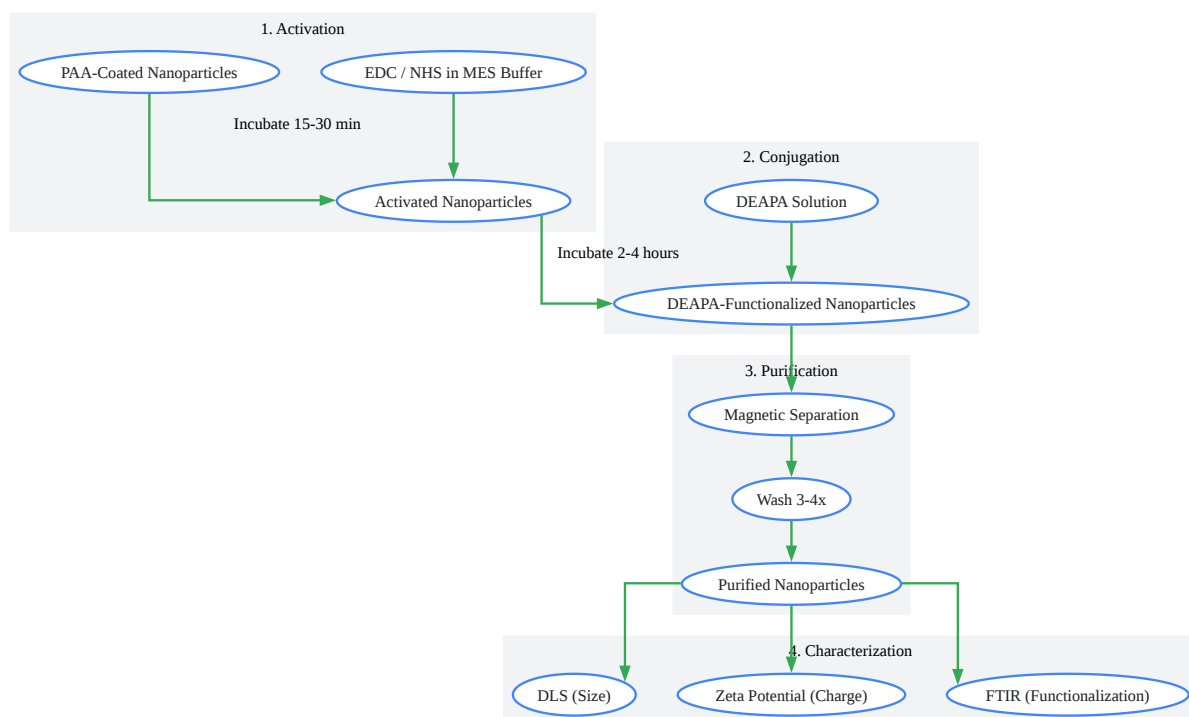 1. Activation
PAA-Coated Nanoparticles
EDC / NHS in MES Buffer
Incubate 15-30 min
Activated Nanoparticles
2. Conjugation
DEAPA Solution
Incubate 2-4 hours
DEAPA-Functionalized Nanoparticles
3. Purification
Magnetic Separation
Wash 3-4x
Purified Nanoparticles
4. Characterization
DLS (Size)
Zeta Potential (Charge)
FTIR (Functionalization)